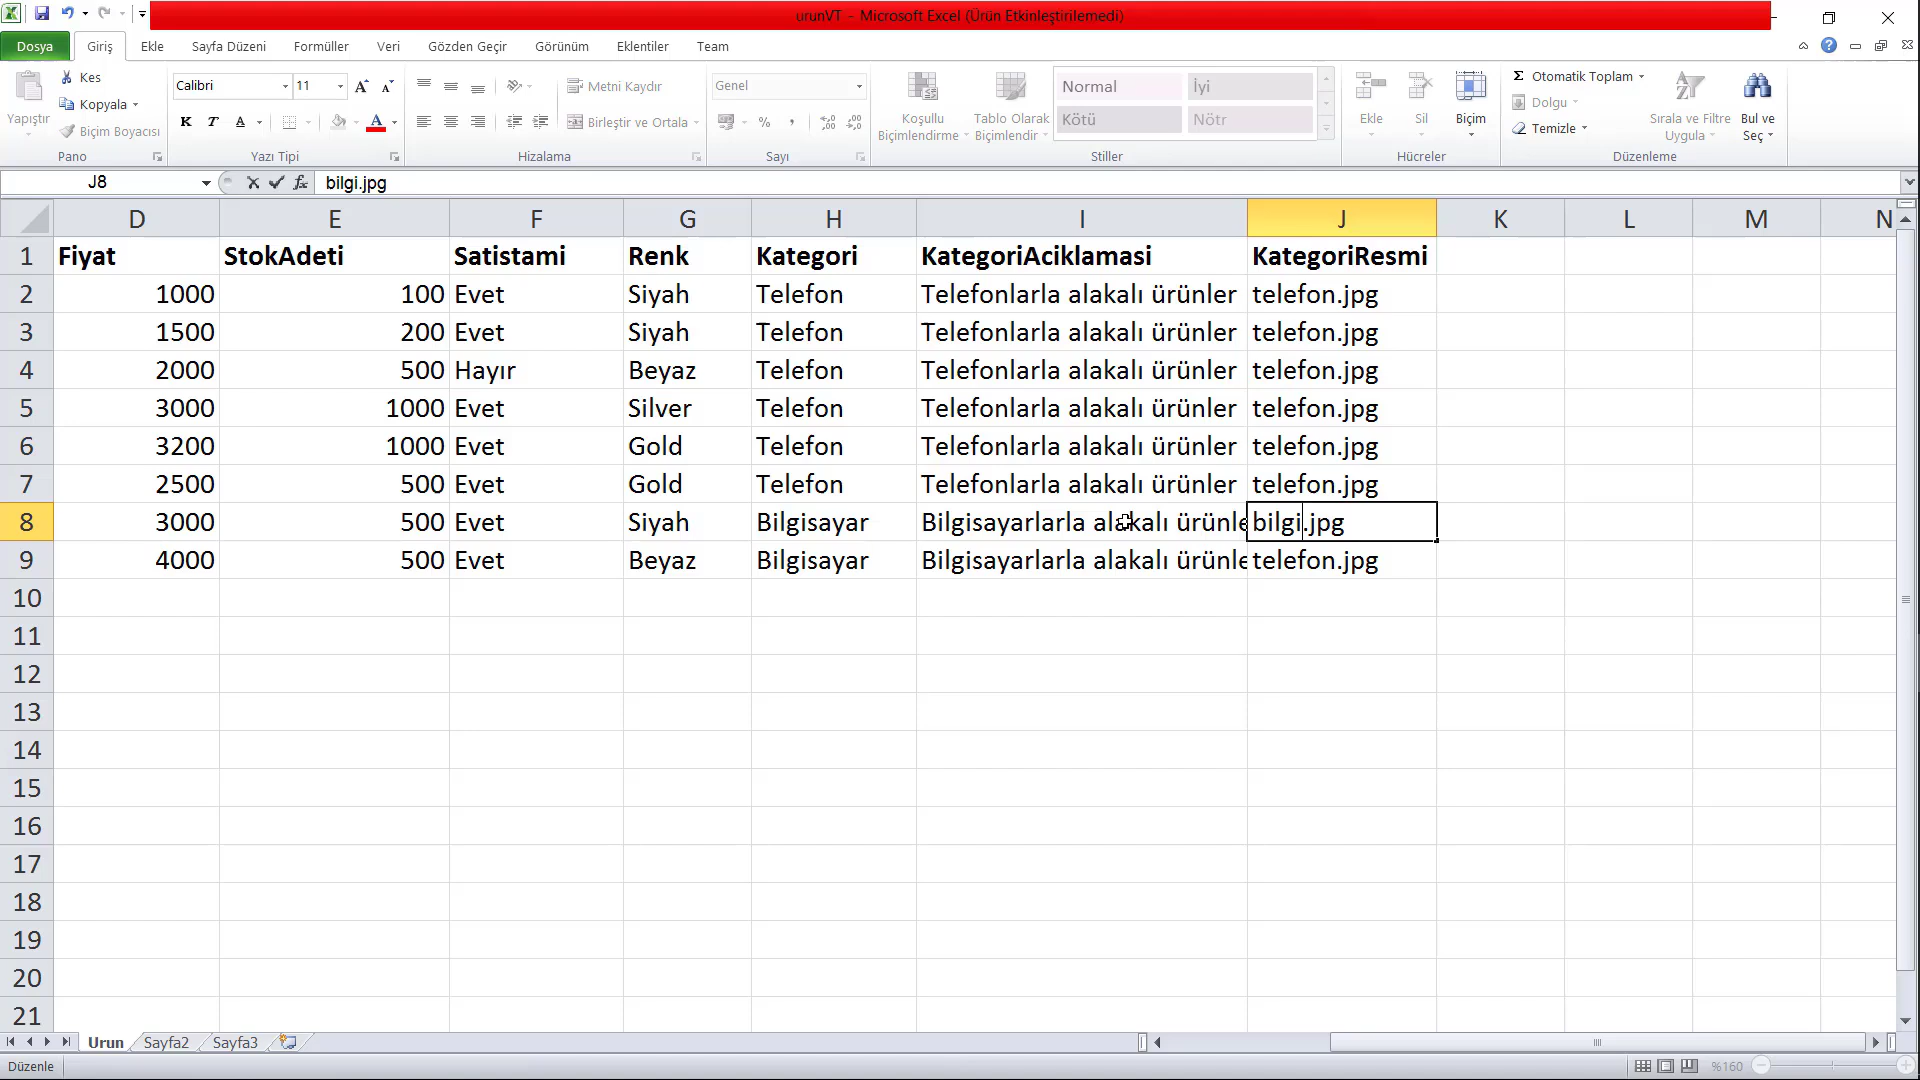 urunVT - Microsoft Excel (Ürün Etkinleştirilemedi)
Dosya Giriş Ekle Sayfa Düzeni Formüller Veri Gözden Geçir Görünüm Eklentiler Team
Yapıştır Kes Kopyala Biçim Boyacısı Pano
Calibri 11 K T A Yazı Tipi
Metni Kaydır Birleştir ve Ortala Hizalama
Genel % Sayı
Koşullu Biçimlendirme Tablo Olarak Biçimlendir Normal İyi Kötü Nötr Stiller
Ekle Sil Biçim Hücreler
Σ Otomatik Toplam Dolgu Temizle Sırala ve Filtre Uygula Bul ve Seç Düzenleme
J8 fx bilgi.jpg
D E F G H I J K L M N
1 Fiyat StokAdeti Satistami Renk Kategori KategoriAciklamasi KategoriResmi
2 1000 100 Evet Siyah Telefon Telefonlarla alakalı ürünler telefon.jpg
3 1500 200 Evet Siyah Telefon Telefonlarla alakalı ürünler telefon.jpg
4 2000 500 Hayır Beyaz Telefon Telefonlarla alakalı ürünler telefon.jpg
5 3000 1000 Evet Silver Telefon Telefonlarla alakalı ürünler telefon.jpg
6 3200 1000 Evet Gold Telefon Telefonlarla alakalı ürünler telefon.jpg
7 2500 500 Evet Gold Telefon Telefonlarla alakalı ürünler telefon.jpg
8 3000 500 Evet Siyah Bilgisayar Bilgisayarlarla alakalı ürünle bilgi.jpg
9 4000 500 Evet Beyaz Bilgisayar Bilgisayarlarla alakalı ürünle telefon.jpg
10
11
12
13
14
15
16
17
18
19
20
21
Urun Sayfa2 Sayfa3
Düzenle %160